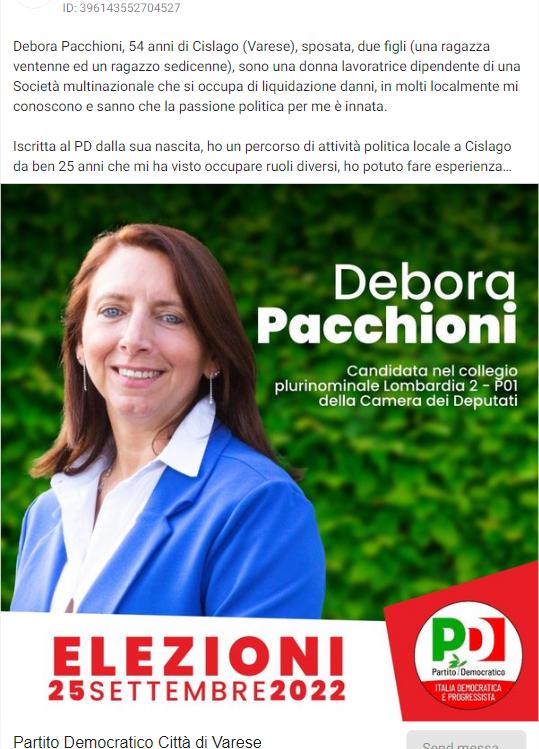 ID: 396143552704527
Debora Pacchioni, 54 anni di Cislago (Varese), sposata, due figli (una ragazza
ventenne ed un ragazzo sedicenne), sono una donna lavoratrice dipendente di una
Società multinazionale che si occupa di liquidazione danni, in molti localmente mi
conoscono e sanno che la passione politica per me è innata.
Iscritta al PD dalla sua nascita, ho un percorso di attività politica locale a Cislago
da ben 25 anni che mi ha visto occupare ruoli diversi, ho potuto fare esperienza...
Debora
Pacchioni
Candidata nel collegio
plurinominale Lombardia 2 - P01
della Camera dei Deputati
ELEZIONI
25SETTEMBRE2022
PD
Partito Democratico
ITALIA DEMOCRATICA
E PROGRESSISTA
Partito Democratico Città di Varese
Send messa